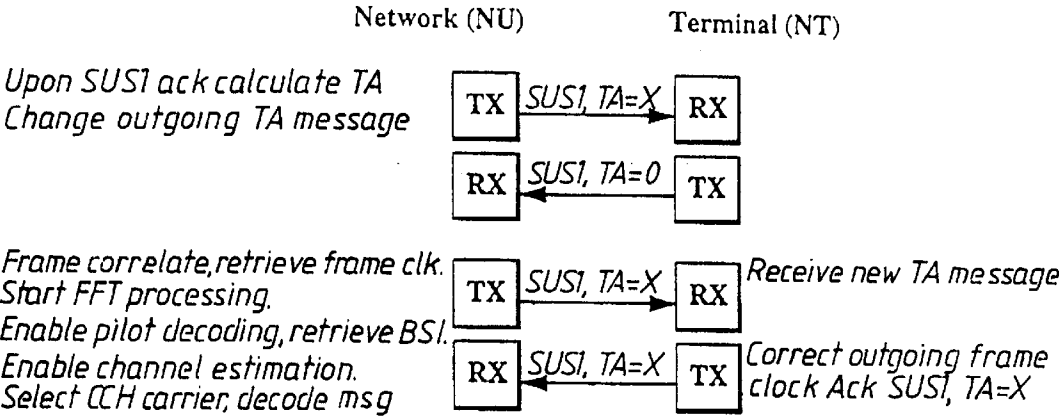 Network (NU)
Terminal (NT)
Upon SUS1 ack calculate TA
Change outgoing TA message
TX
SUS1, TA=X
RX
RX
SUS1, TA=0
TX
Frame correlate, retrieve frame clk.
Start FFT processing.
Enable pilot decoding, retrieve BSI.
Enable channel estimation.
Select CCH carrier, decode msg
TX
SUS1, TA=X
RX
Receive new TA message
RX
SUS1, TA=X
TX
Correct outgoing frame
clock Ack SUS1, TA=X